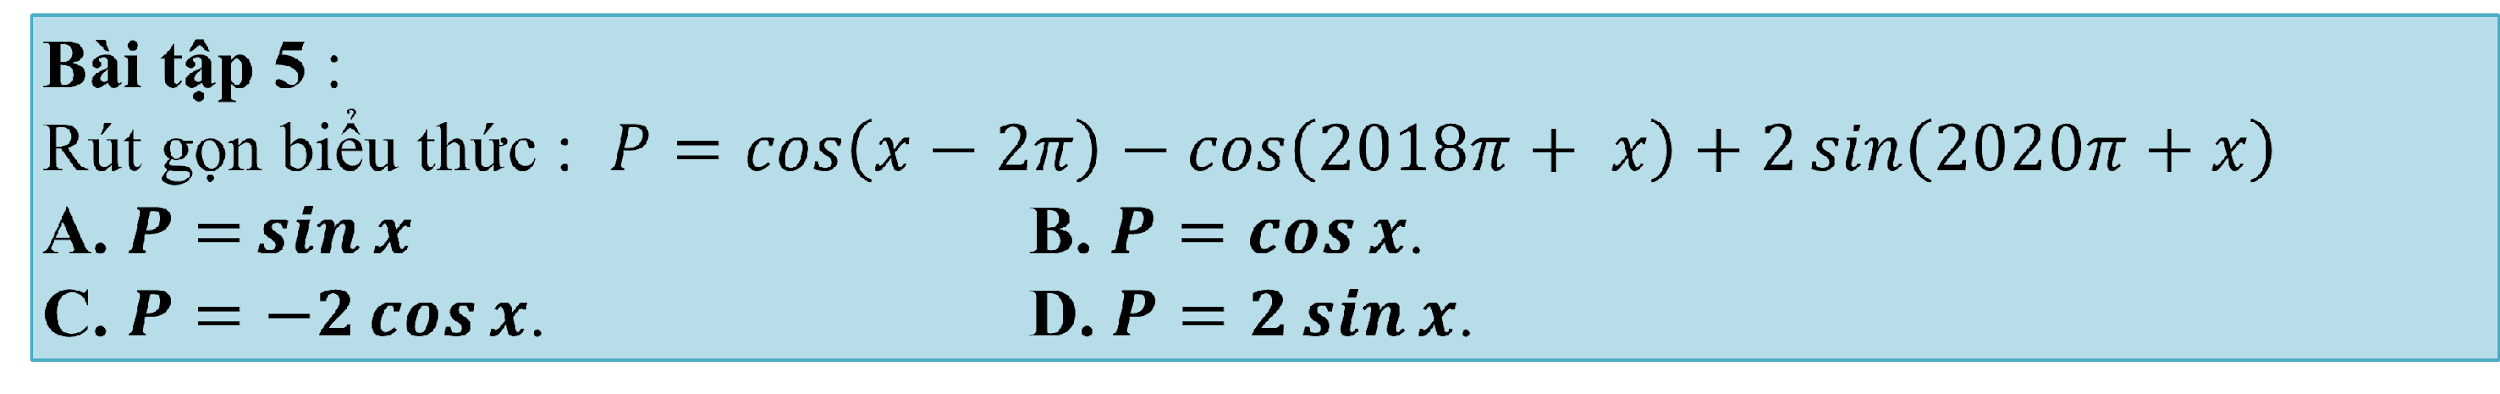 Bài tập 5 :
Rút gọn biểu thức : P = cos(x − 2π) − cos(2018π + x) + 2 sin(2020π + x)
A. P = sin x B. P = cos x.
C. P = −2 cos x. D. P = 2 sin x.